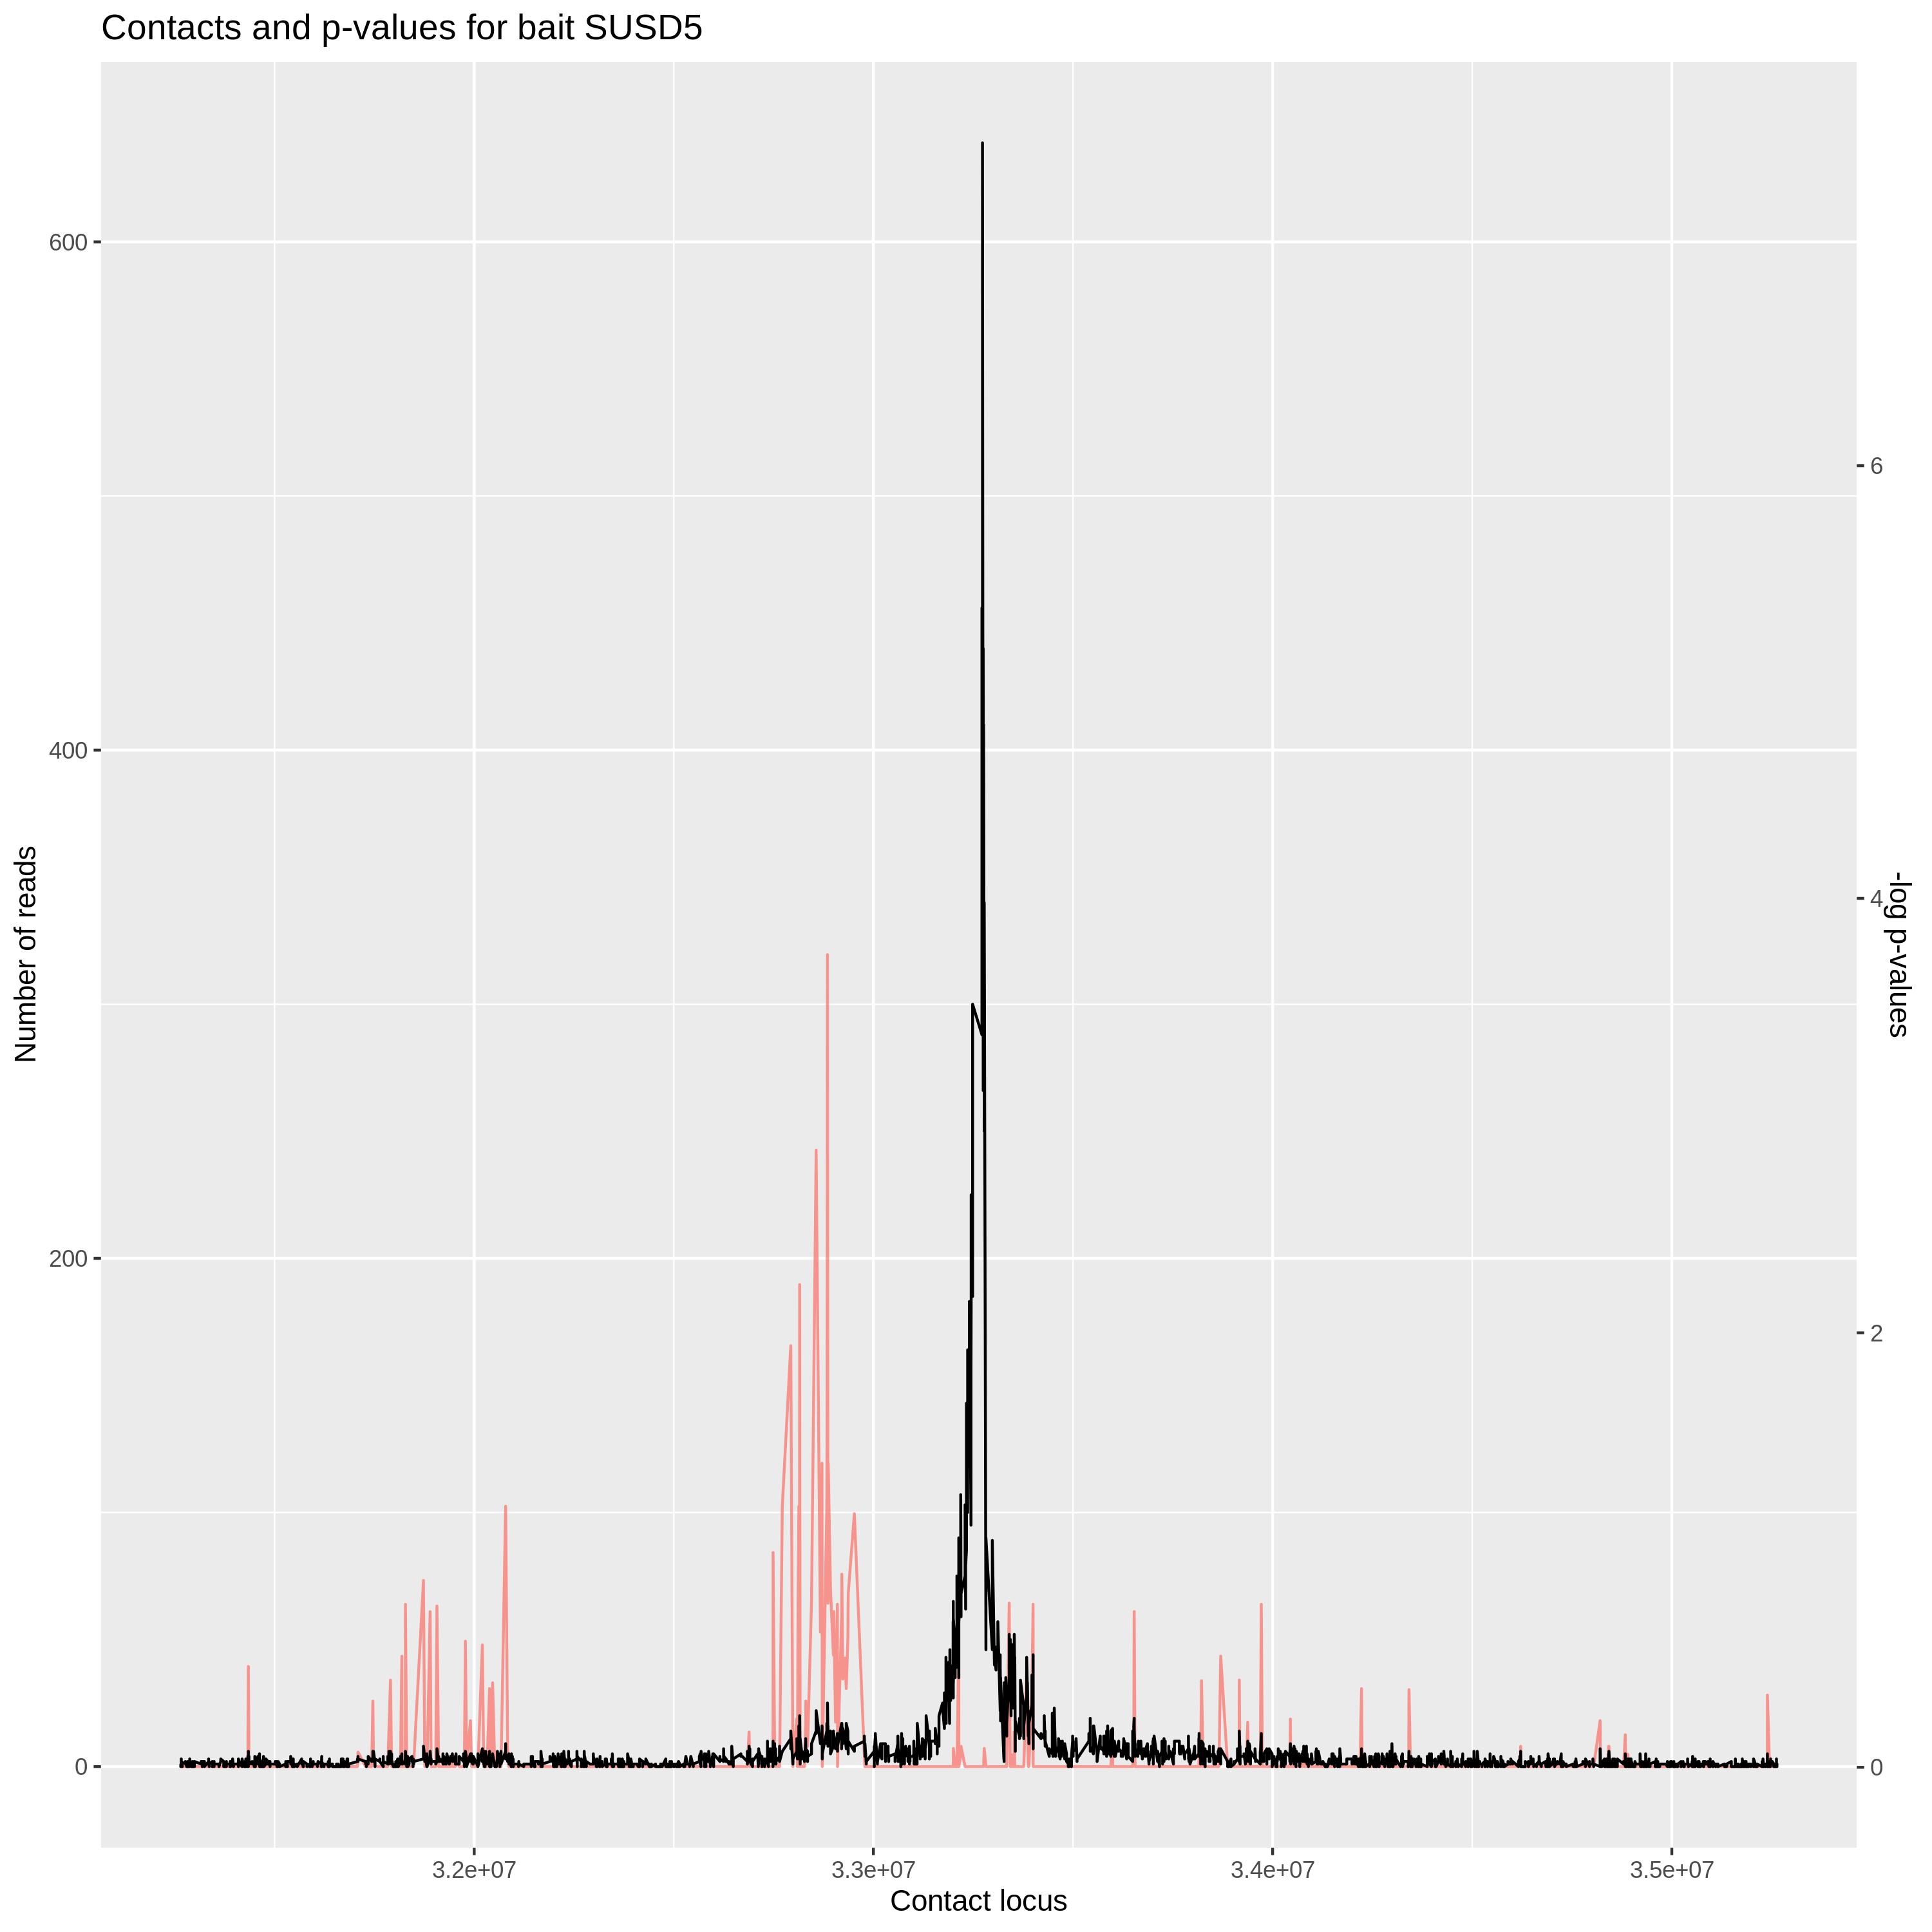 Contacts and p-values for bait SUSD5
600
400
200
0
Number of reads
6
4
2
0
-log p-values
3.2e+07
3.3e+07
3.4e+07
3.5e+07
Contact locus